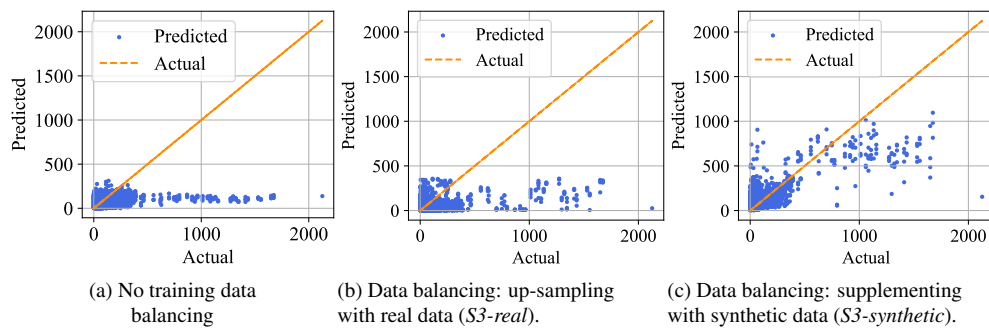 2000
1500
1000
500
0
Predicted
Predicted
Actual
0
1000
2000
Actual
(a) No training data
balancing
2000
1500
1000
500
0
Predicted
Predicted
Actual
0
1000
2000
Actual
(b) Data balancing: up-sampling
with real data (S3-real).
2000
1500
1000
500
0
Predicted
Predicted
Actual
0
1000
2000
Actual
(c) Data balancing: supplementing
with synthetic data (S3-synthetic).